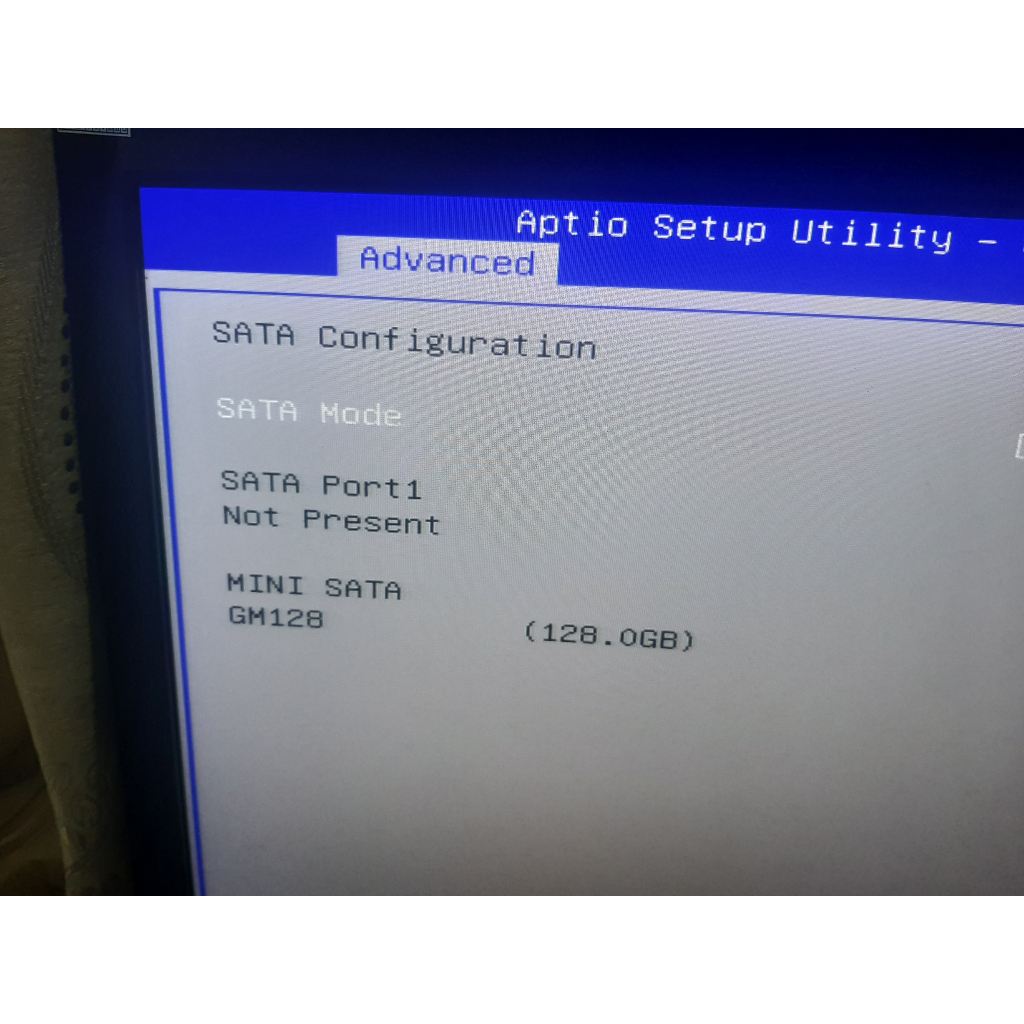 Aptio Setup Utility –
Advanced
SATA Configuration
SATA Mode
SATA Port1
Not Present
MINI SATA
GM128 (128.0GB)